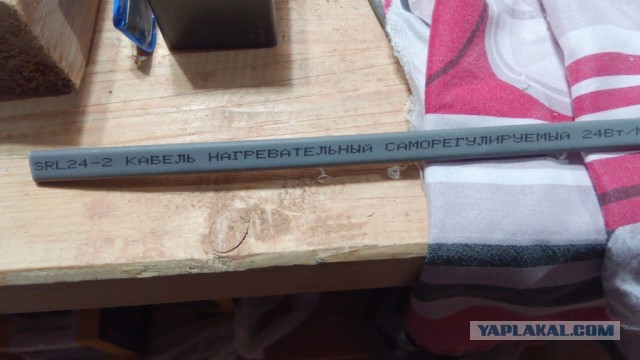 SRL24-2 КАБЕЛЬ НАГРЕВАТЕЛЬНЫЙ САМОРЕГУЛИРУЕМЫЙ 24Вт/М
YAPLAKAL.COM